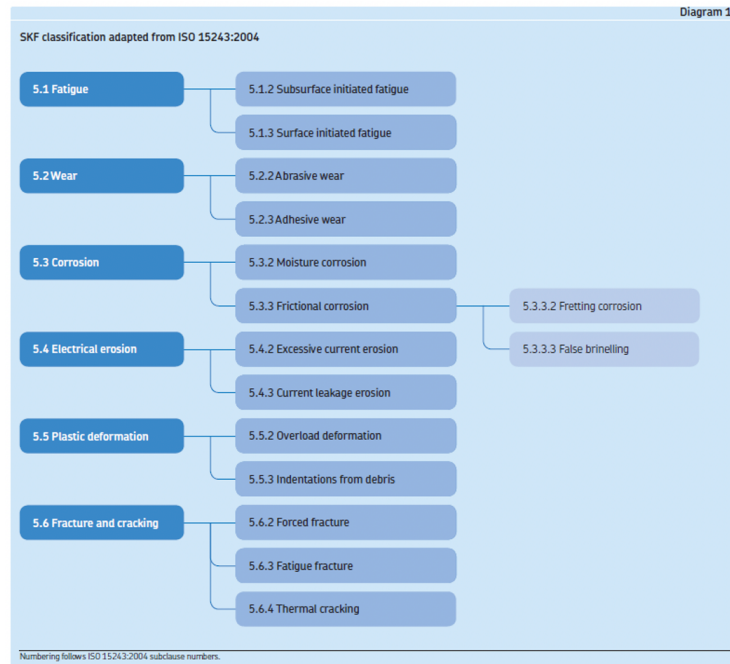 Diagram 1
SKF classification adapted from ISO 15243:2004
5.1 Fatigue
5.1.2 Subsurface initiated fatigue
5.1.3 Surface initiated fatigue
5.2 Wear
5.2.2 Abrasive wear
5.2.3 Adhesive wear
5.3 Corrosion
5.3.2 Moisture corrosion
5.3.3 Frictional corrosion
5.3.3.2 Fretting corrosion
5.3.3.3 False brinelling
5.4 Electrical erosion
5.4.2 Excessive current erosion
5.4.3 Current leakage erosion
5.5 Plastic deformation
5.5.2 Overload deformation
5.5.3 Indentations from debris
5.6 Fracture and cracking
5.6.2 Forced fracture
5.6.3 Fatigue fracture
5.6.4 Thermal cracking
Numbering follows ISO 15243:2004 subclause numbers.